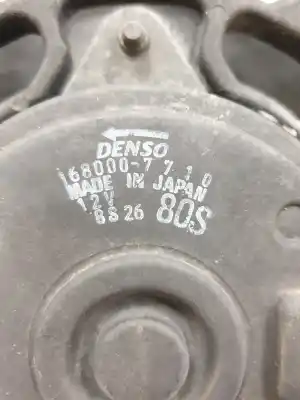 DENSO
168000-7710
MADE IN JAPAN
12V
8826 80S